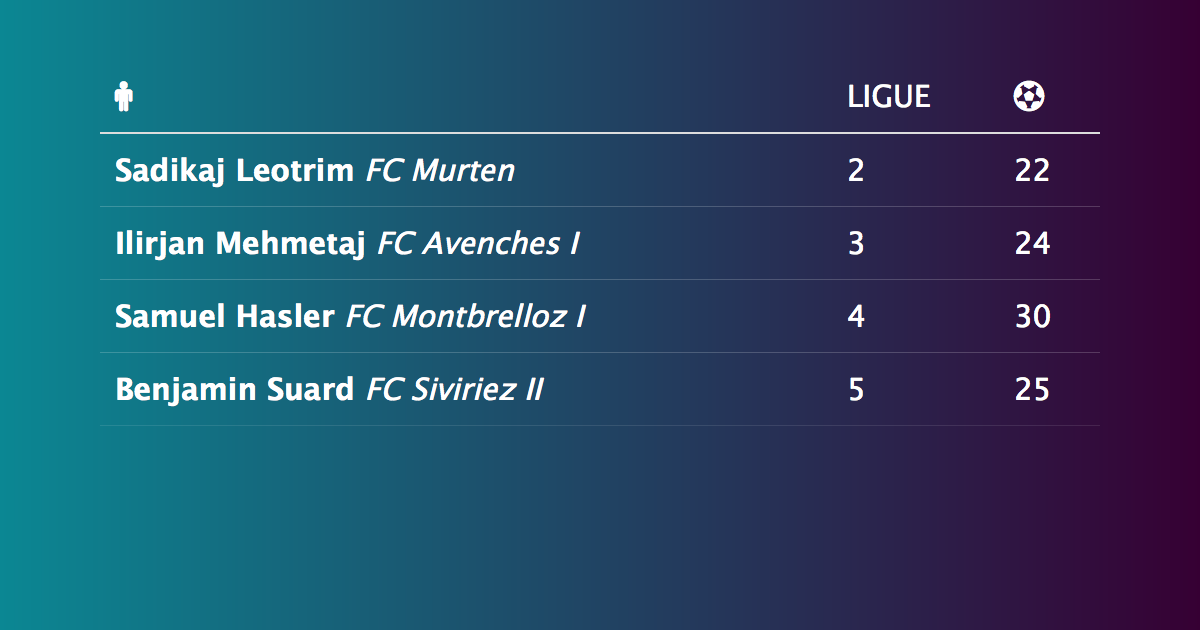 LIGUE
Sadikaj Leotrim FC Murten 2 22
Ilirjan Mehmetaj FC Avenches I 3 24
Samuel Hasler FC Montbrelloz I 4 30
Benjamin Suard FC Siviriez II 5 25